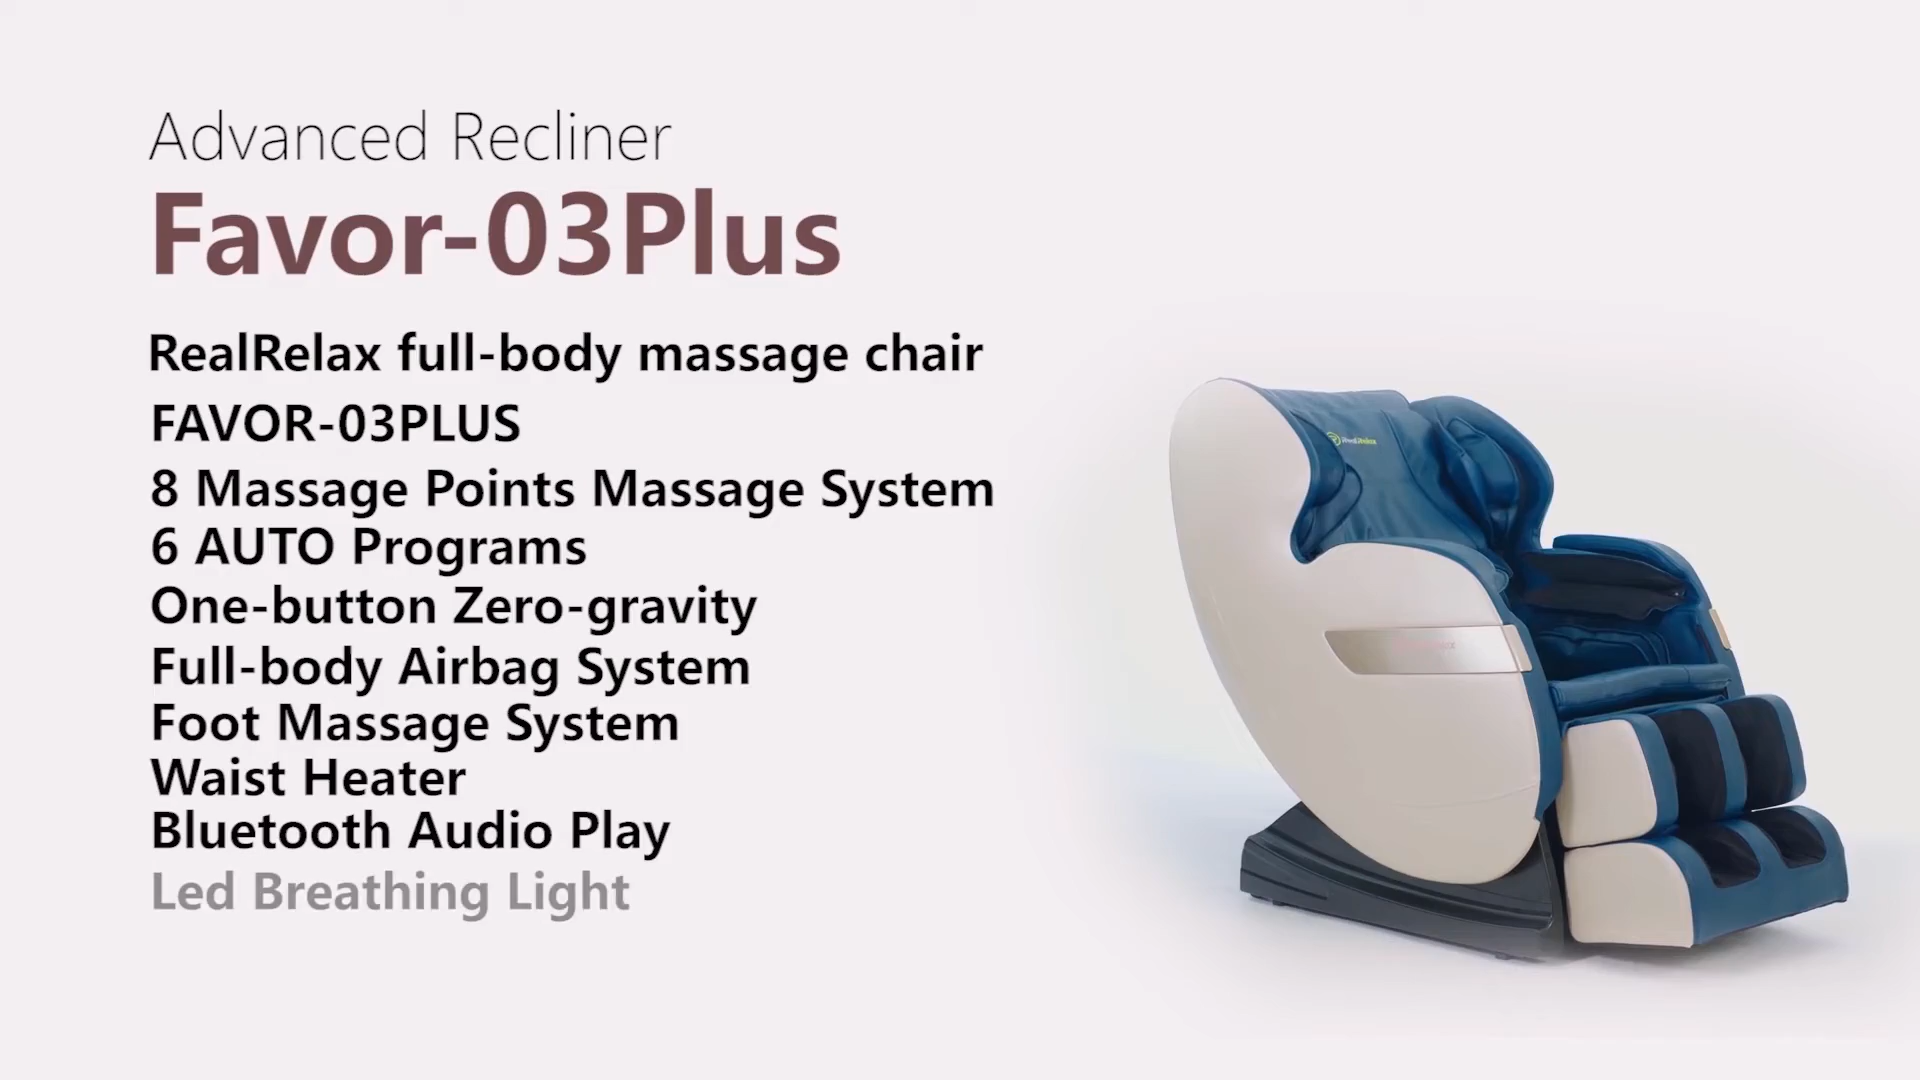 Advanced Recliner
Favor-03Plus
RealRelax full-body massage chair
FAVOR-03PLUS
8 Massage Points Massage System
6 AUTO Programs
One-button Zero-gravity
Full-body Airbag System
Foot Massage System
Waist Heater
Bluetooth Audio Play
Led Breathing Light
RealRelax